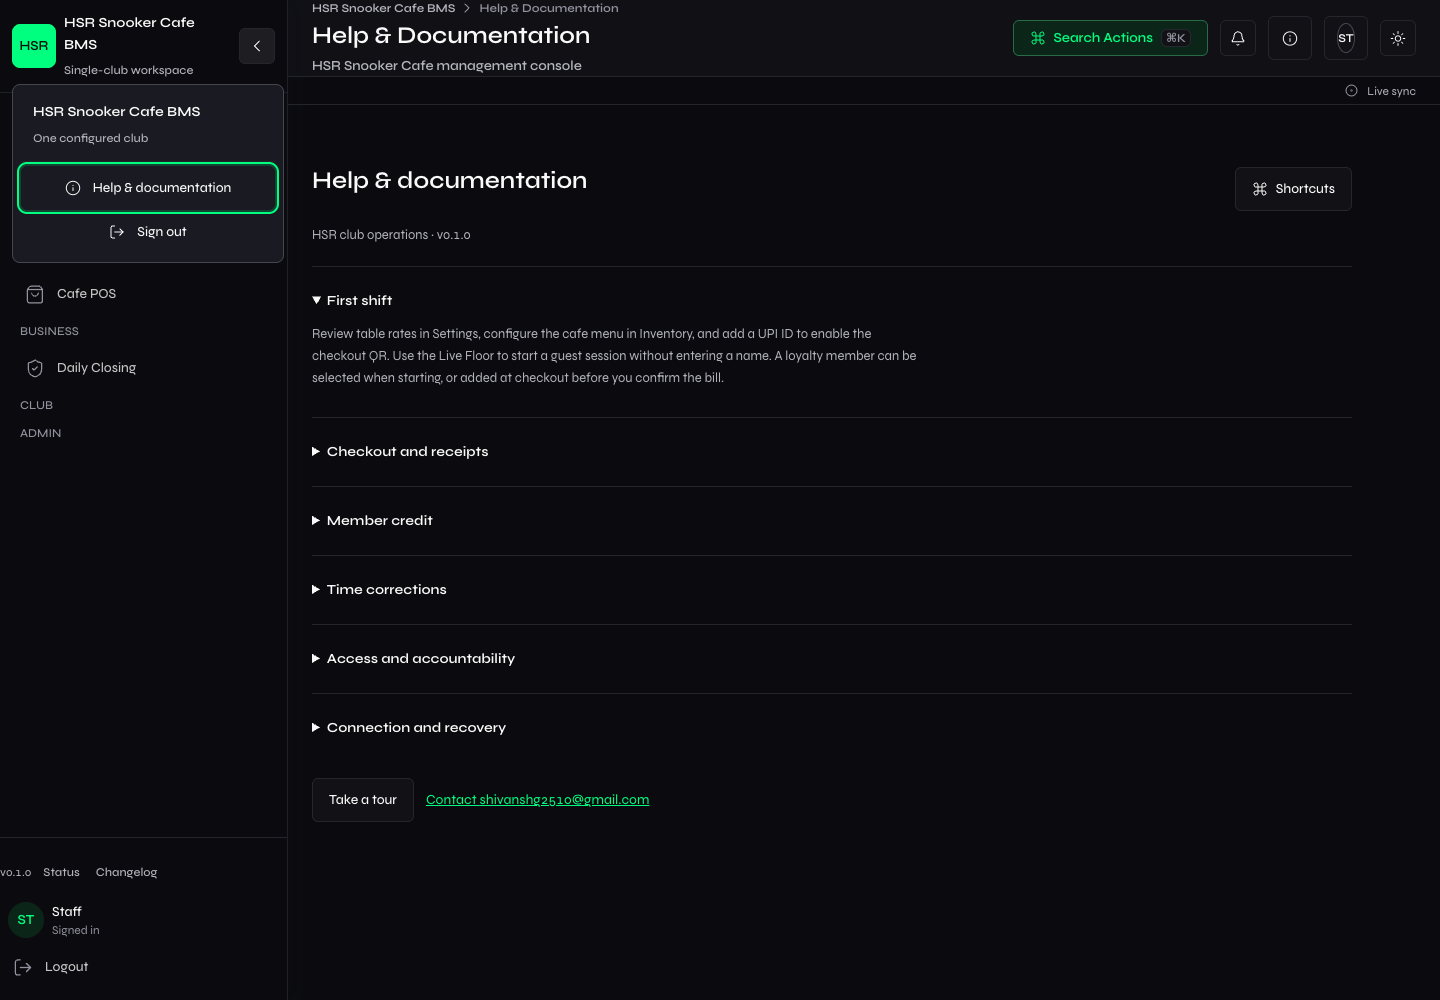 HSR
HSR Snooker Cafe
BMS
Single-club workspace
HSR Snooker Cafe BMS
One configured club
Help & documentation
Sign out
Cafe POS
BUSINESS
Daily Closing
CLUB
ADMIN
v0.1.0 Status Changelog
ST
Staff
Signed in
Logout
HSR Snooker Cafe BMS > Help & Documentation
Help & Documentation
HSR Snooker Cafe management console
Search Actions ⌘K
ST
Live sync
Help & documentation
Shortcuts
HSR club operations · v0.1.0
First shift
Review table rates in Settings, configure the cafe menu in Inventory, and add a UPI ID to enable the
checkout QR. Use the Live Floor to start a guest session without entering a name. A loyalty member can be
selected when starting, or added at checkout before you confirm the bill.
Checkout and receipts
Member credit
Time corrections
Access and accountability
Connection and recovery
Take a tour
Contact shivanshg2510@gmail.com